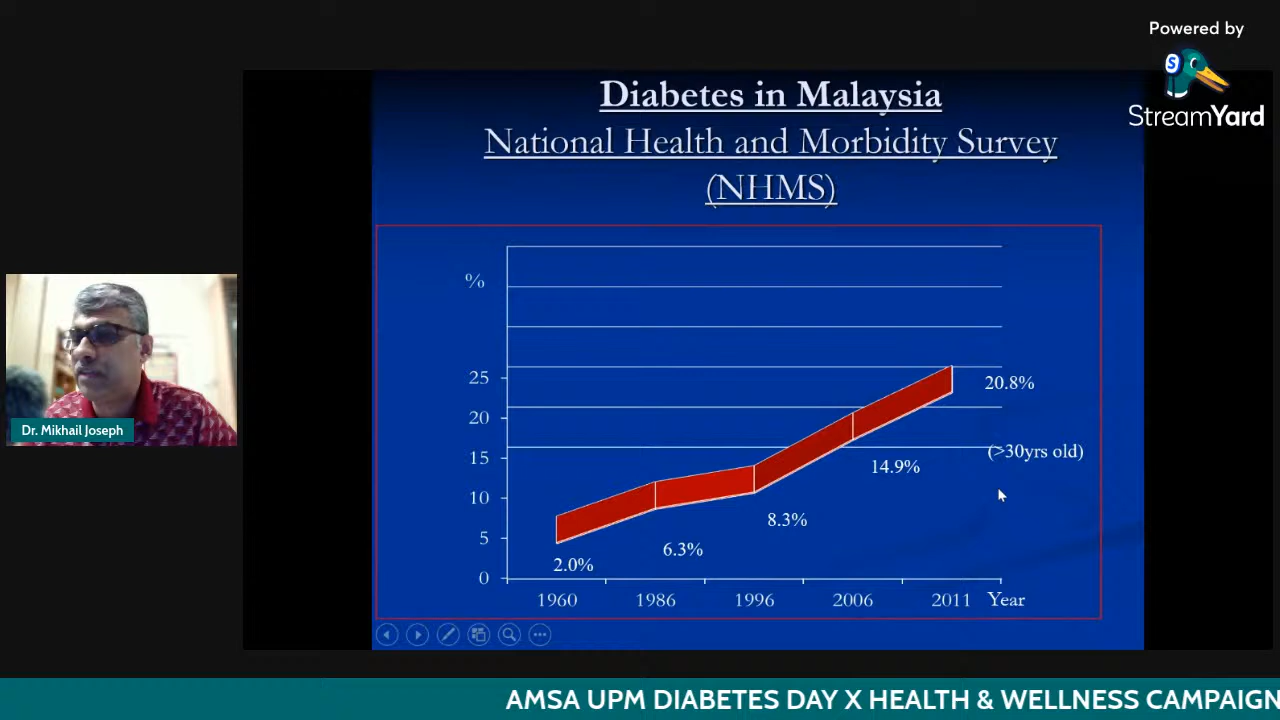 Powered by
StreamYard
Diabetes in Malaysia
National Health and Morbidity Survey
(NHMS)
%
25
20
15
10
5
0
20.8%
(>30yrs old)
14.9%
8.3%
6.3%
2.0%
1960 1986 1996 2006 2011 Year
Dr. Mikhail Joseph
AMSA UPM DIABETES DAY X HEALTH & WELLNESS CAMPAIGN